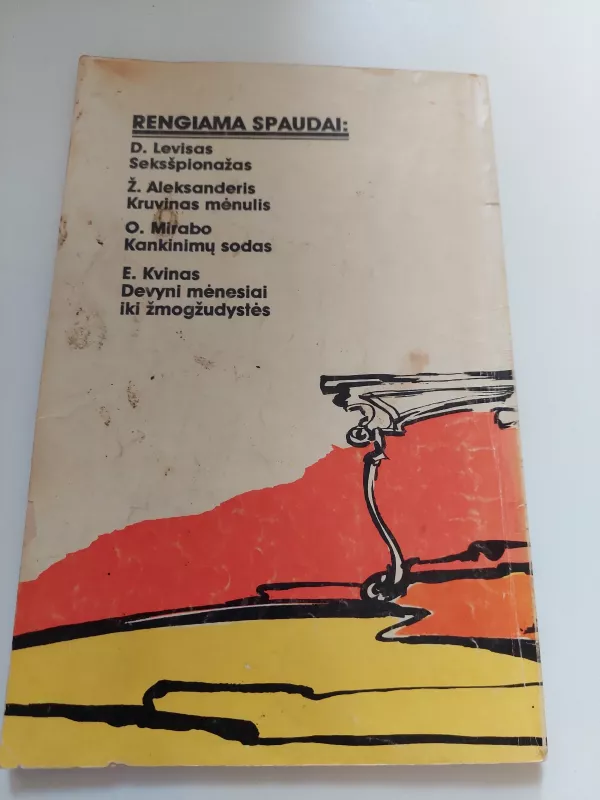 RENGIAMA SPAUDAI:
D. Levisas
Seksšpionažas
Ž. Aleksanderis
Kruvinas mėnulis
O. Mirabo
Kankinimų sodas
E. Kvinas
Devyni mėnesiai
iki žmogžudystės